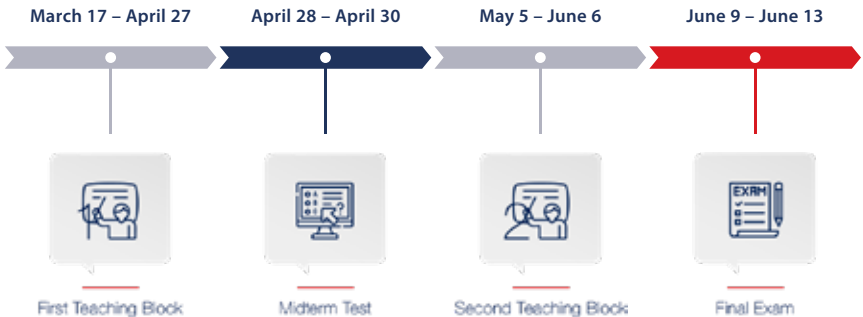 March 17 – April 27
April 28 – April 30
May 5 – June 6
June 9 – June 13
EXAM
First Teaching Block
Midterm Test
Second Teaching Block
Final Exam